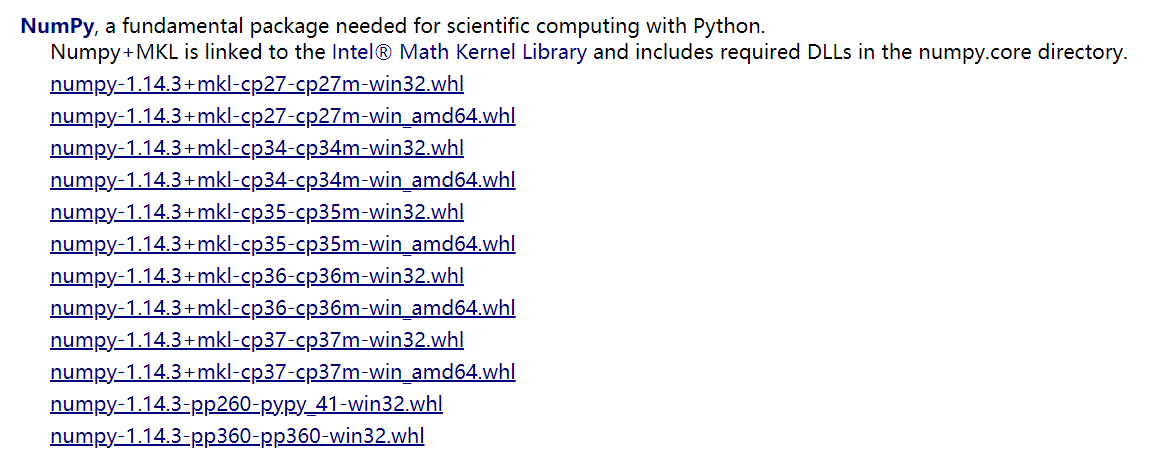 NumPy, a fundamental package needed for scientific computing with Python.
Numpy+MKL is linked to the Intel® Math Kernel Library and includes required DLLs in the numpy.core directory.
numpy-1.14.3+mkl-cp27-cp27m-win32.whl
numpy-1.14.3+mkl-cp27-cp27m-win_amd64.whl
numpy-1.14.3+mkl-cp34-cp34m-win32.whl
numpy-1.14.3+mkl-cp34-cp34m-win_amd64.whl
numpy-1.14.3+mkl-cp35-cp35m-win32.whl
numpy-1.14.3+mkl-cp35-cp35m-win_amd64.whl
numpy-1.14.3+mkl-cp36-cp36m-win32.whl
numpy-1.14.3+mkl-cp36-cp36m-win_amd64.whl
numpy-1.14.3+mkl-cp37-cp37m-win32.whl
numpy-1.14.3+mkl-cp37-cp37m-win_amd64.whl
numpy-1.14.3-pp260-pypy_41-win32.whl
numpy-1.14.3-pp360-pp360-win32.whl